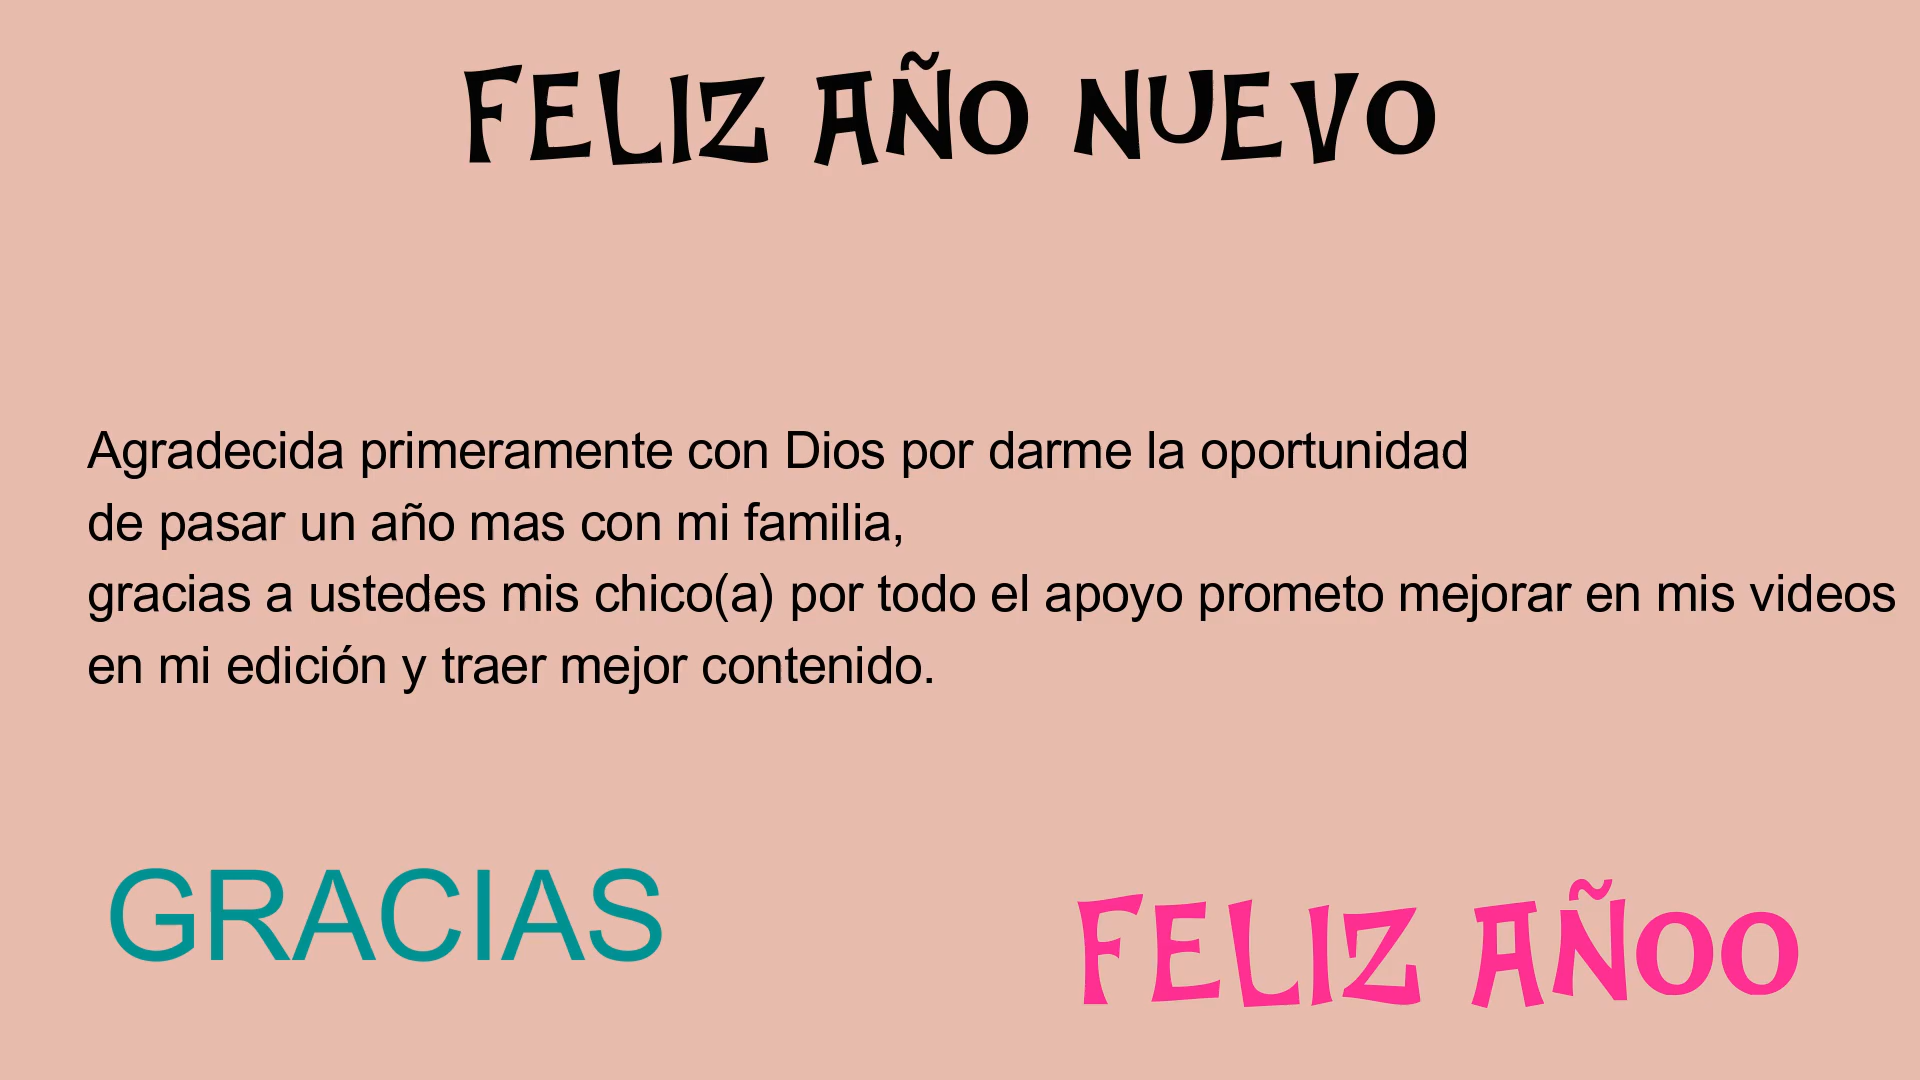 FELIZ AÑO NUEVO
Agradecida primeramente con Dios por darme la oportunidad
de pasar un año mas con mi familia,
gracias a ustedes mis chico(a) por todo el apoyo prometo mejorar en mis videos
en mi edición y traer mejor contenido.
GRACIAS
FELIZ AÑOO